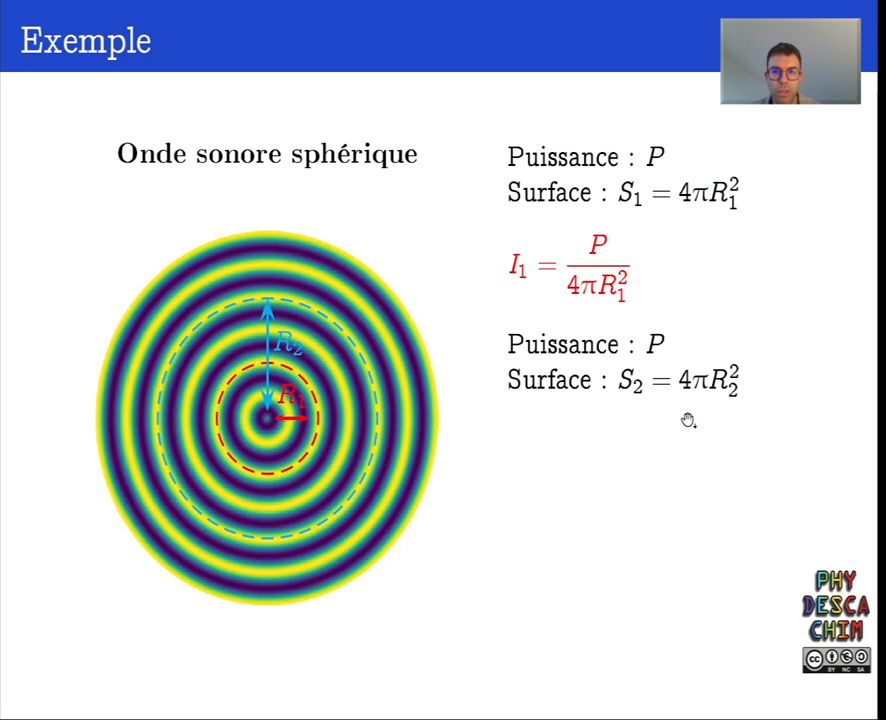 Exemple
Onde sonore sphérique
Puissance : P
Surface : S₁ = 4πR₁²
I₁ = P / 4πR₁²
Puissance : P
Surface : S₂ = 4πR₂²
R₂
R₁
PHY
DESCA
CHIM
cc
BY NC SA